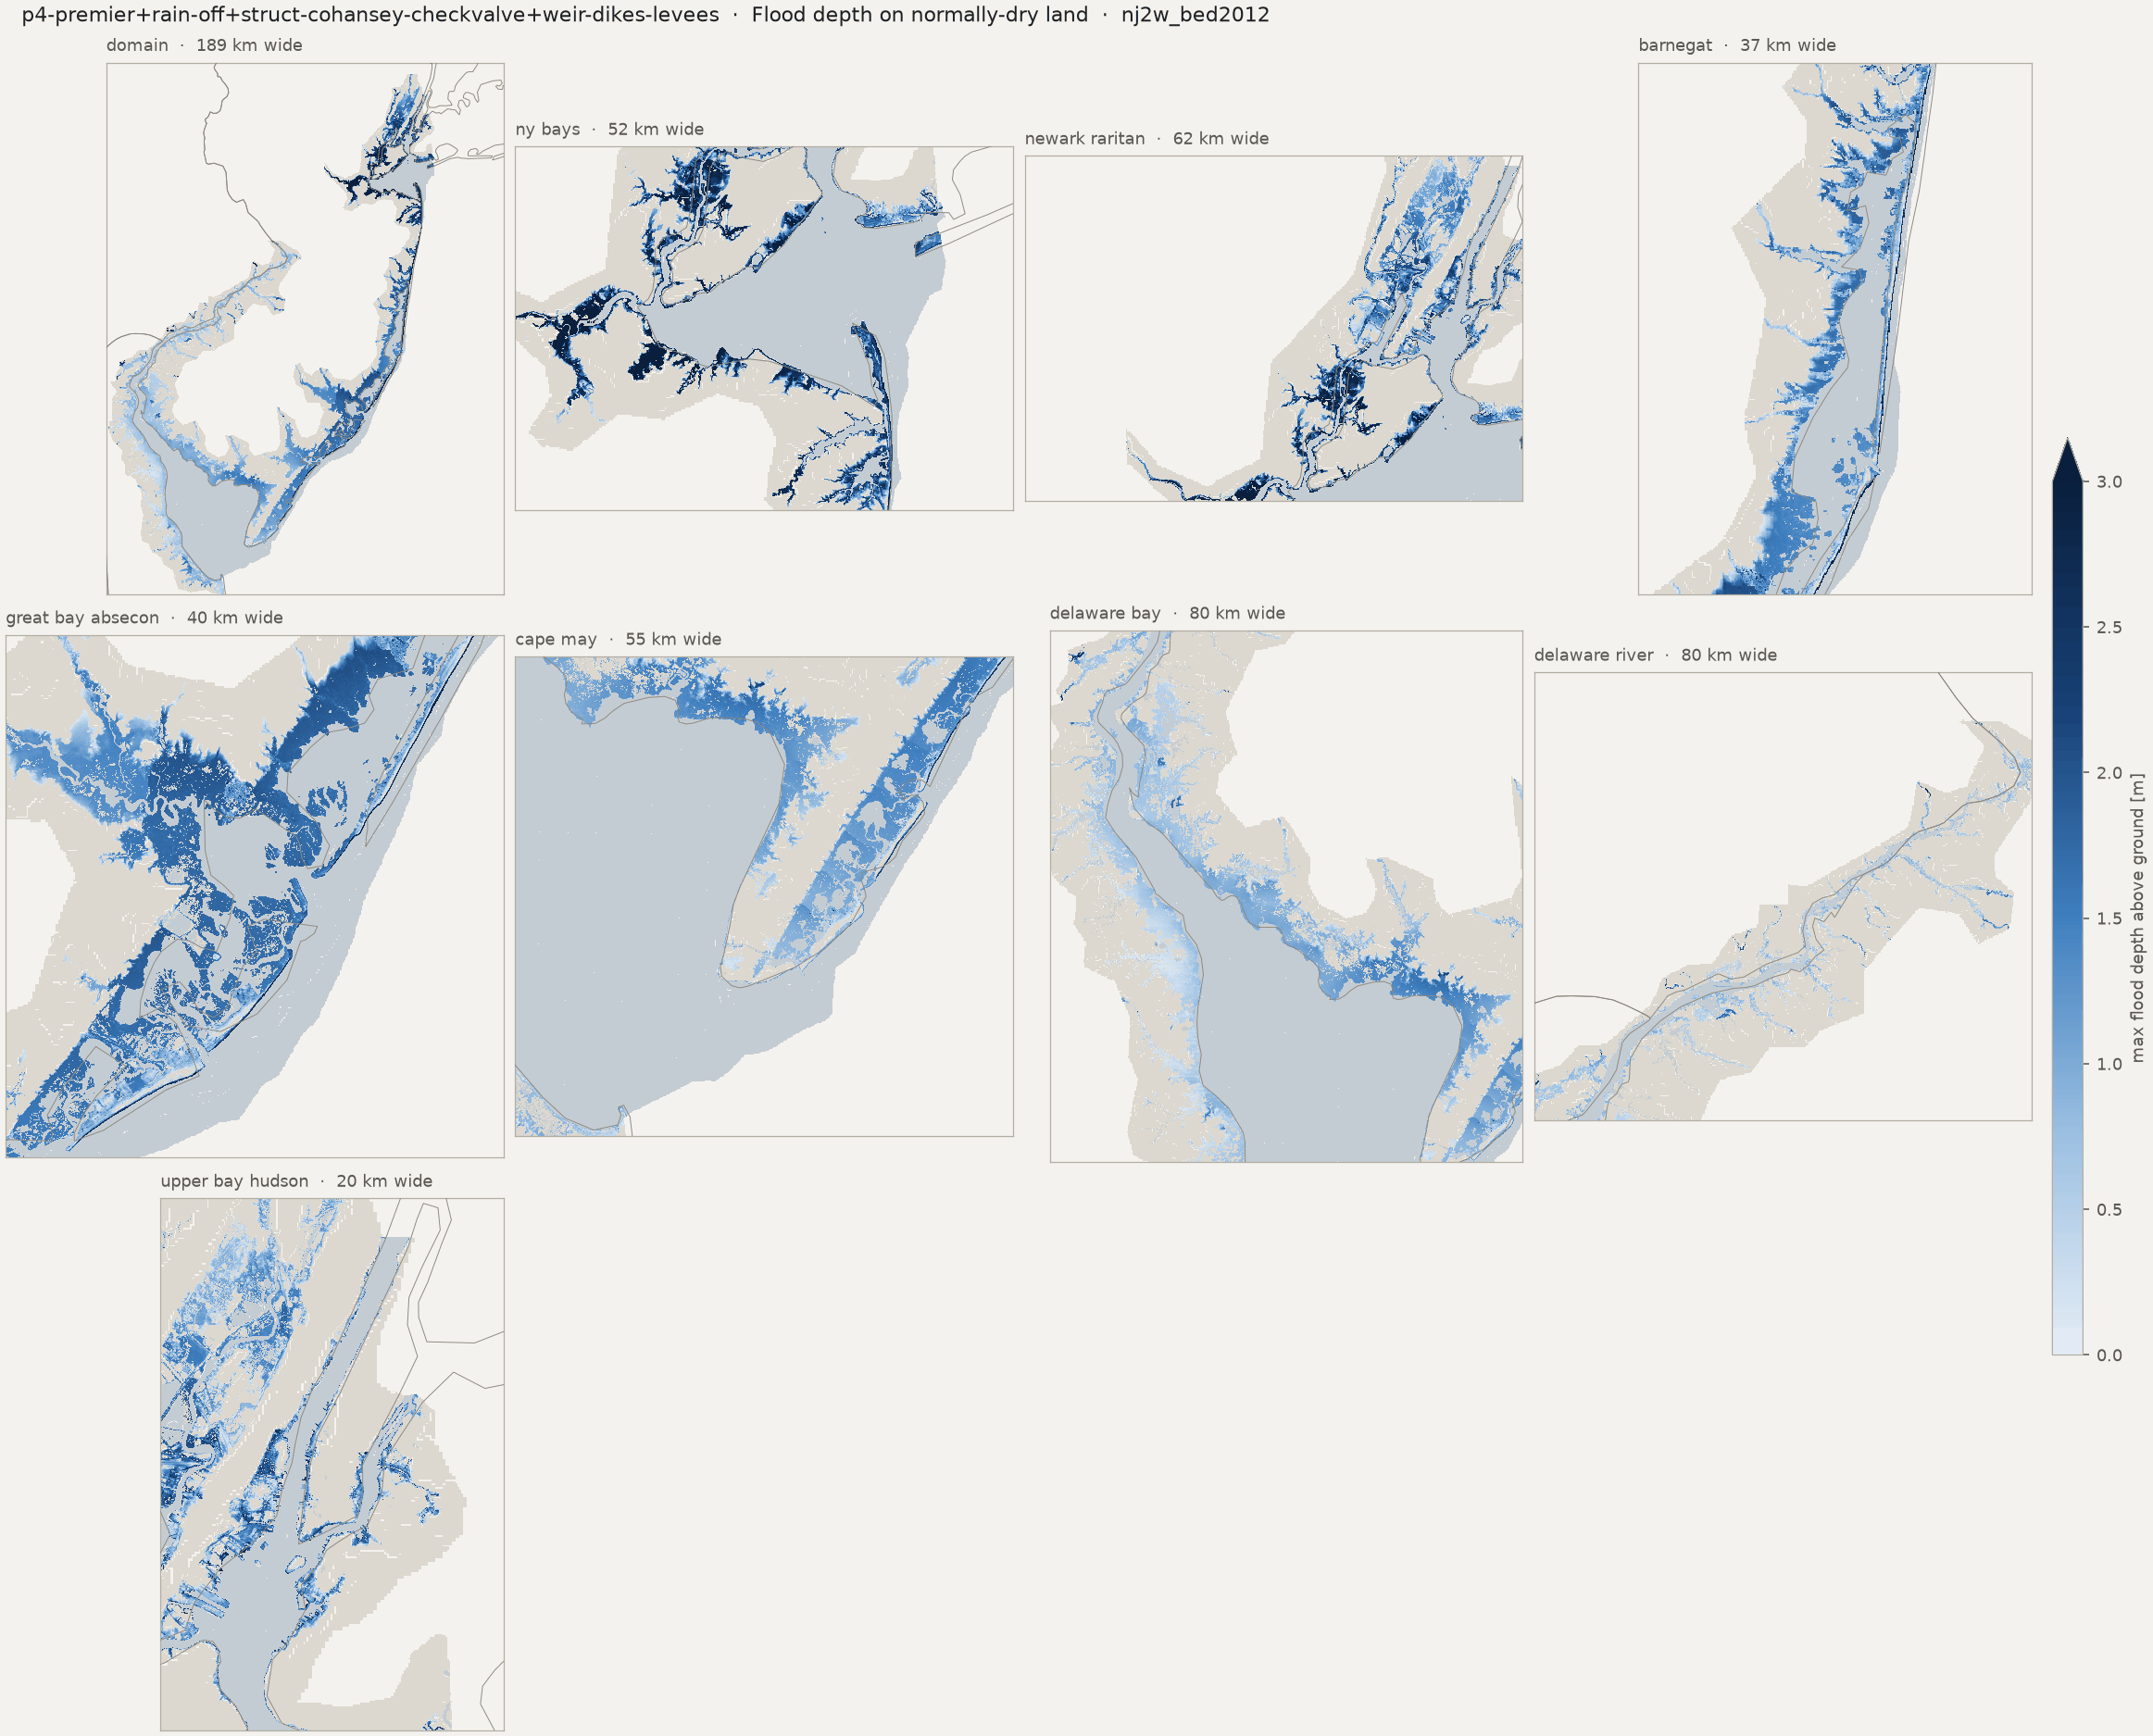 p4-premier+rain-off+struct-cohansey-checkvalve+weir-dikes-levees · Flood depth on normally-dry land · nj2w_bed2012
domain · 189 km wide
ny bays · 52 km wide
newark raritan · 62 km wide
barnegat · 37 km wide
great bay absecon · 40 km wide
cape may · 55 km wide
delaware bay · 80 km wide
delaware river · 80 km wide
upper bay hudson · 20 km wide
3.0
2.5
2.0
1.5
1.0
0.5
0.0
max flood depth above ground [m]